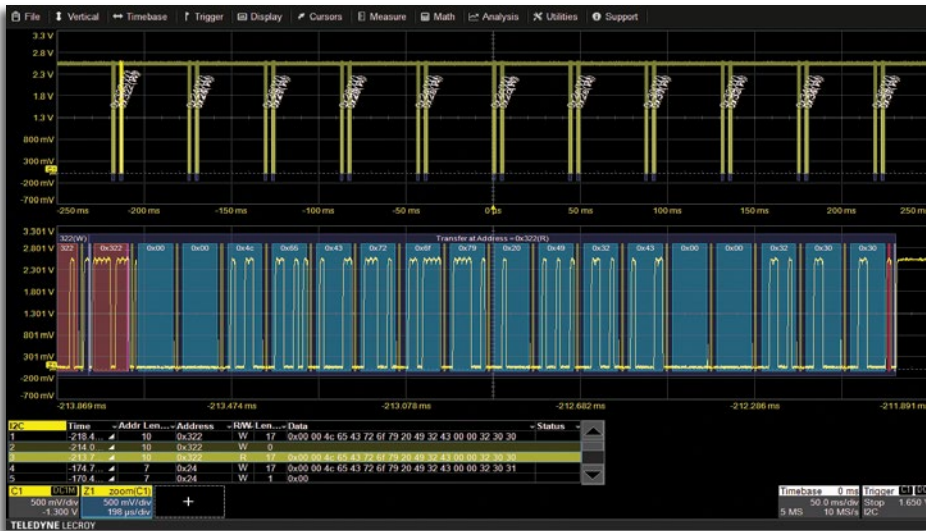 File Vertical Timebase Trigger Display Cursors Measure Math Analysis Utilities Support
3.3 V
2.8 V
2.3 V
1.8 V
1.3 V
800 mV
300 mV
-200 mV
-700 mV
-250 ms -200 ms -150 ms -100 ms -50 ms 0 s 50 ms 100 ms 150 ms 200 ms 250 m
3.301 V
322(W) Transfer at Address = 0x322(R)
2.801 V 322 0x322 0x00 0x00 0x4c 0x65 0x43 0x72 0x6f 0x79 0x20 0x49 0x32 0x43 0x00 0x00 0x32 0x30 0x30
2.301 V
1.801 V
1.301 V
801 mV
301 mV
-200 mV
-700 mV
-213.869 ms -213.474 ms -213.078 ms -212.682 ms -212.286 ms -211.891 ms
I2C Time Addr Len... Address R/W Len... Data Status
1 -218.4... 10 0x322 W 17 0x00 00 4c 65 43 72 6f 79 20 49 32 43 00 00 32 30 30
2 -214.0... 10 0x322 W 0
3 -213.7... 10 0x322 R 17 0x00 00 4c 65 43 72 6f 79 20 49 32 43 00 00 32 30 30
4 -174.7... 7 0x24 W 17 0x00 00 4c 65 43 72 6f 79 20 49 32 43 00 00 32 30 31
5 -170.4... 7 0x24 W 1 0x00
C1 DC1M Z1 zoom(C1) Timebase 0 ms Trigger C1 DC
500 mV/div 500 mV/div + 50.0 ms/div Stop 1.650
-1.300 V 198 µs/div 5 MS 10 MS/s I2C
TELEDYNE LECROY